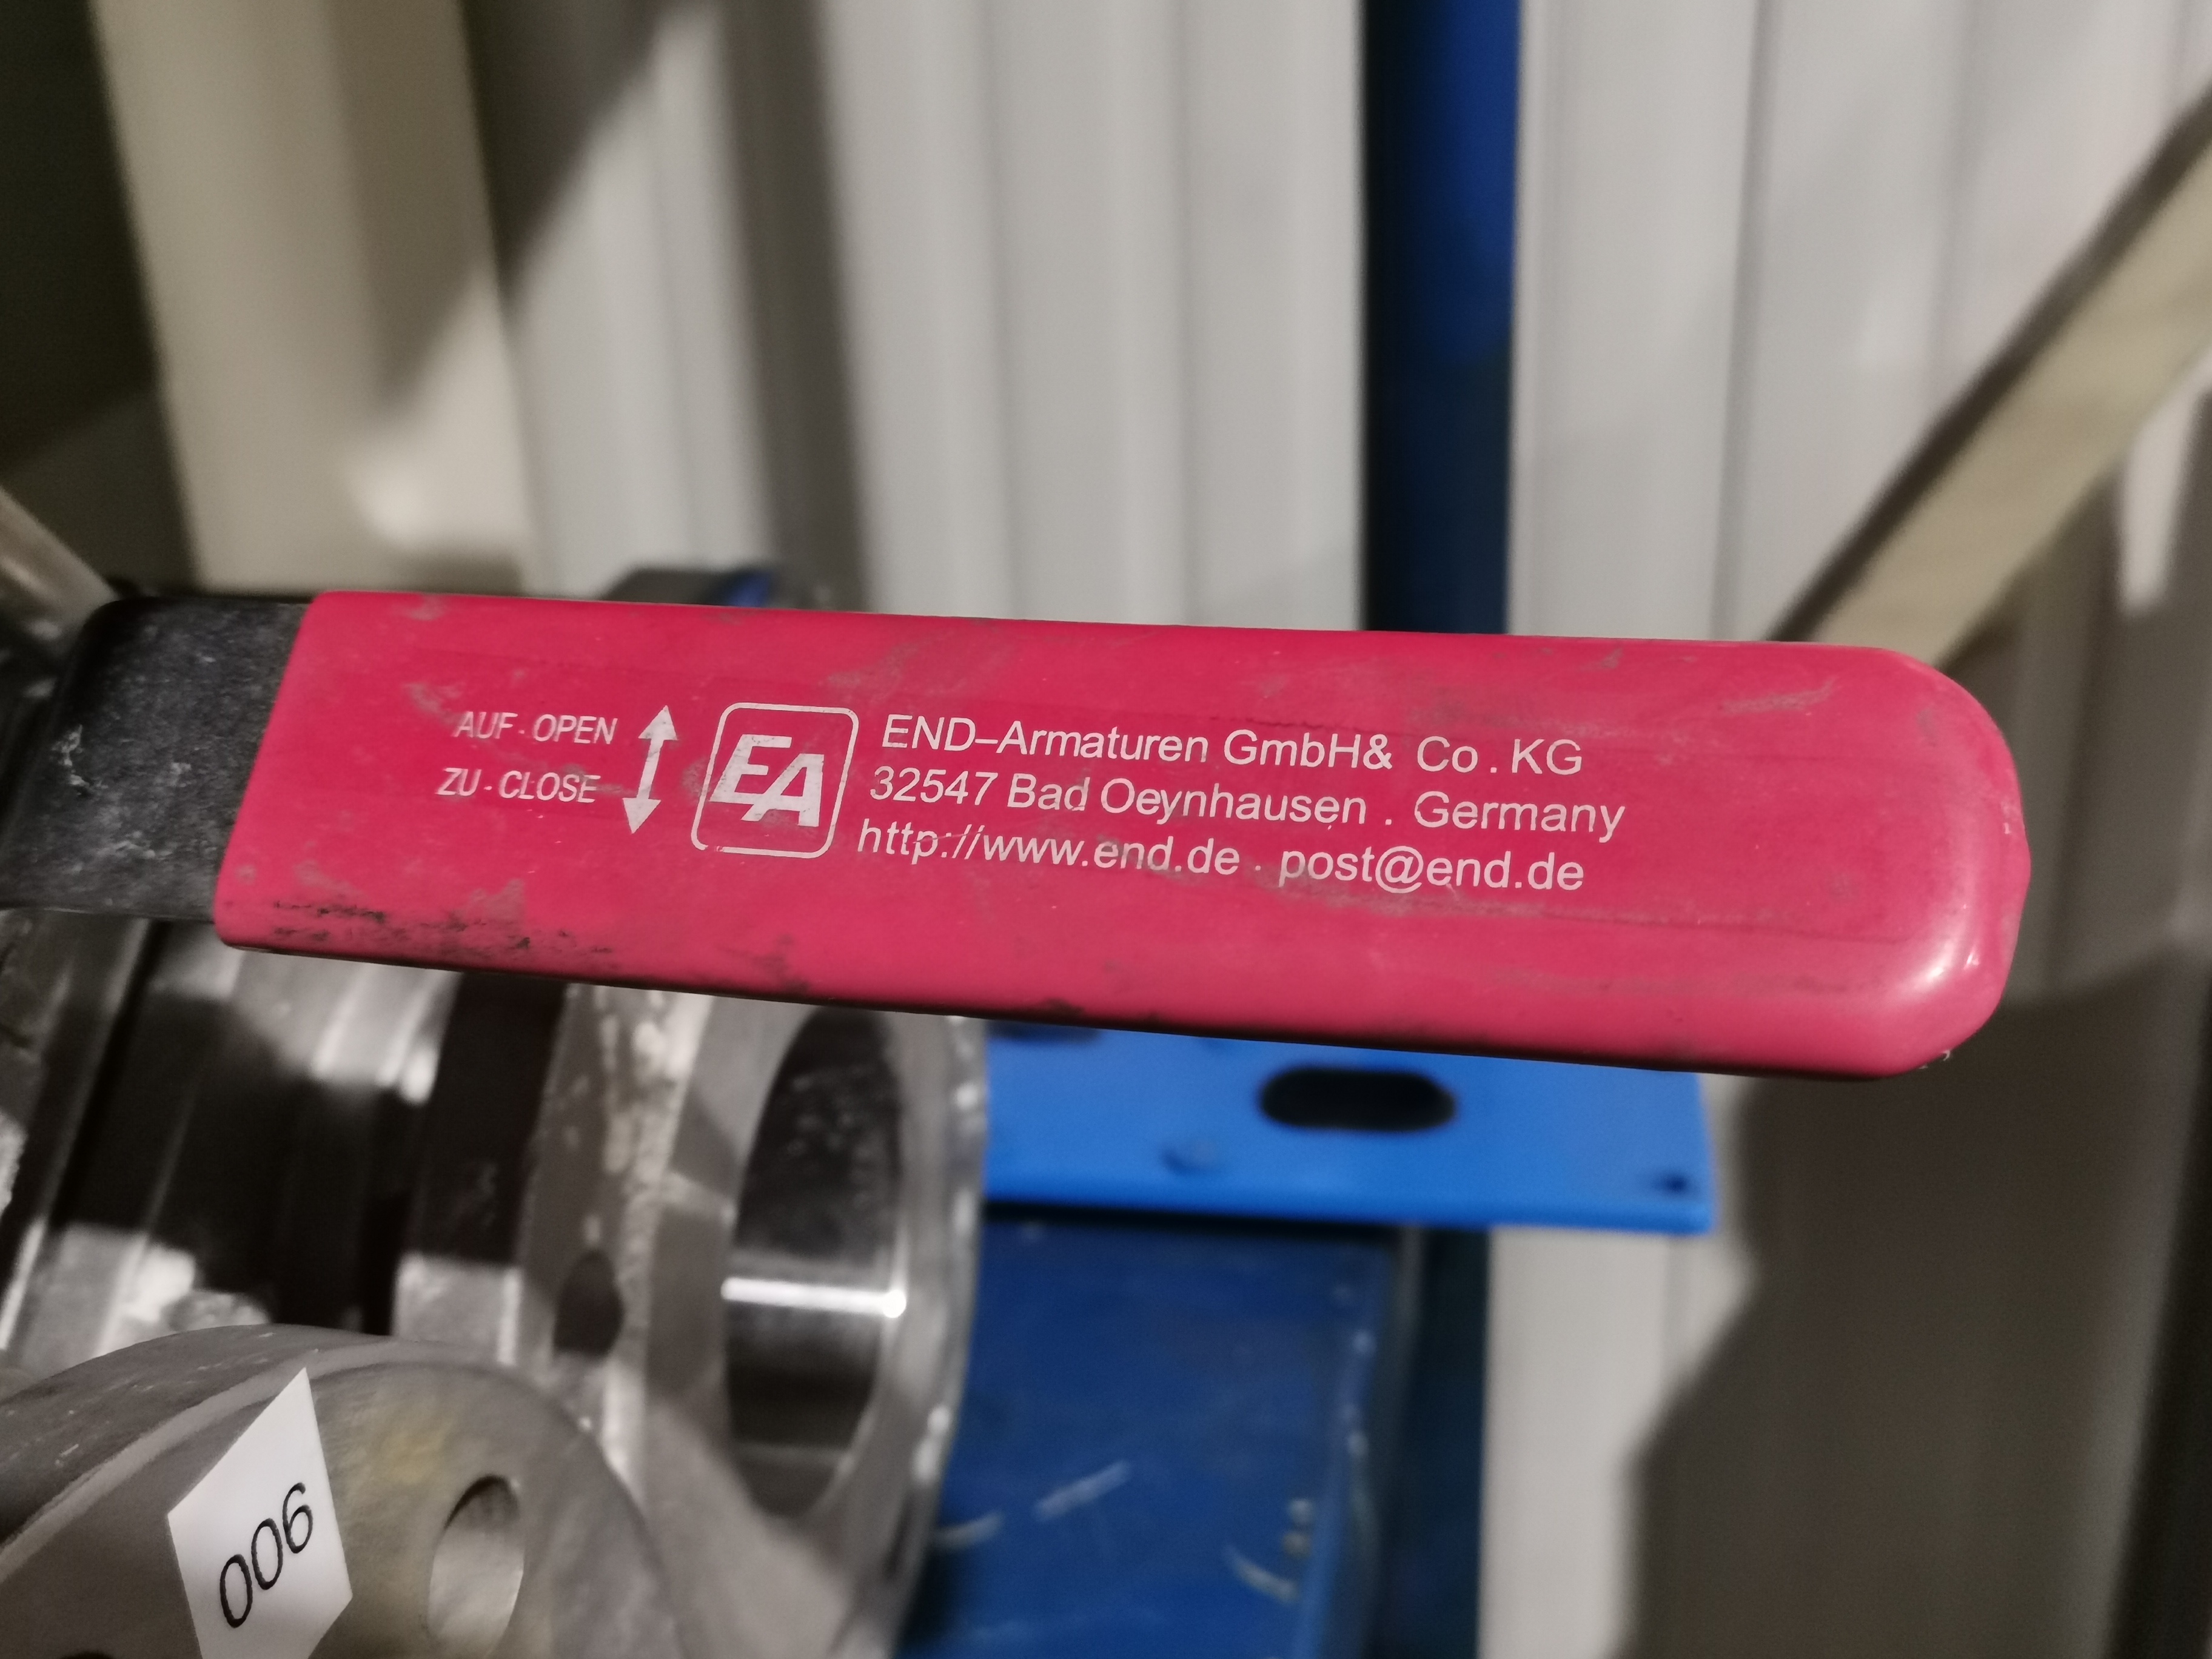 AUF - OPEN
ZU - CLOSE
EA
END–Armaturen GmbH& Co . KG
32547 Bad Oeynhausen . Germany
http://www.end.de · post@end.de
006